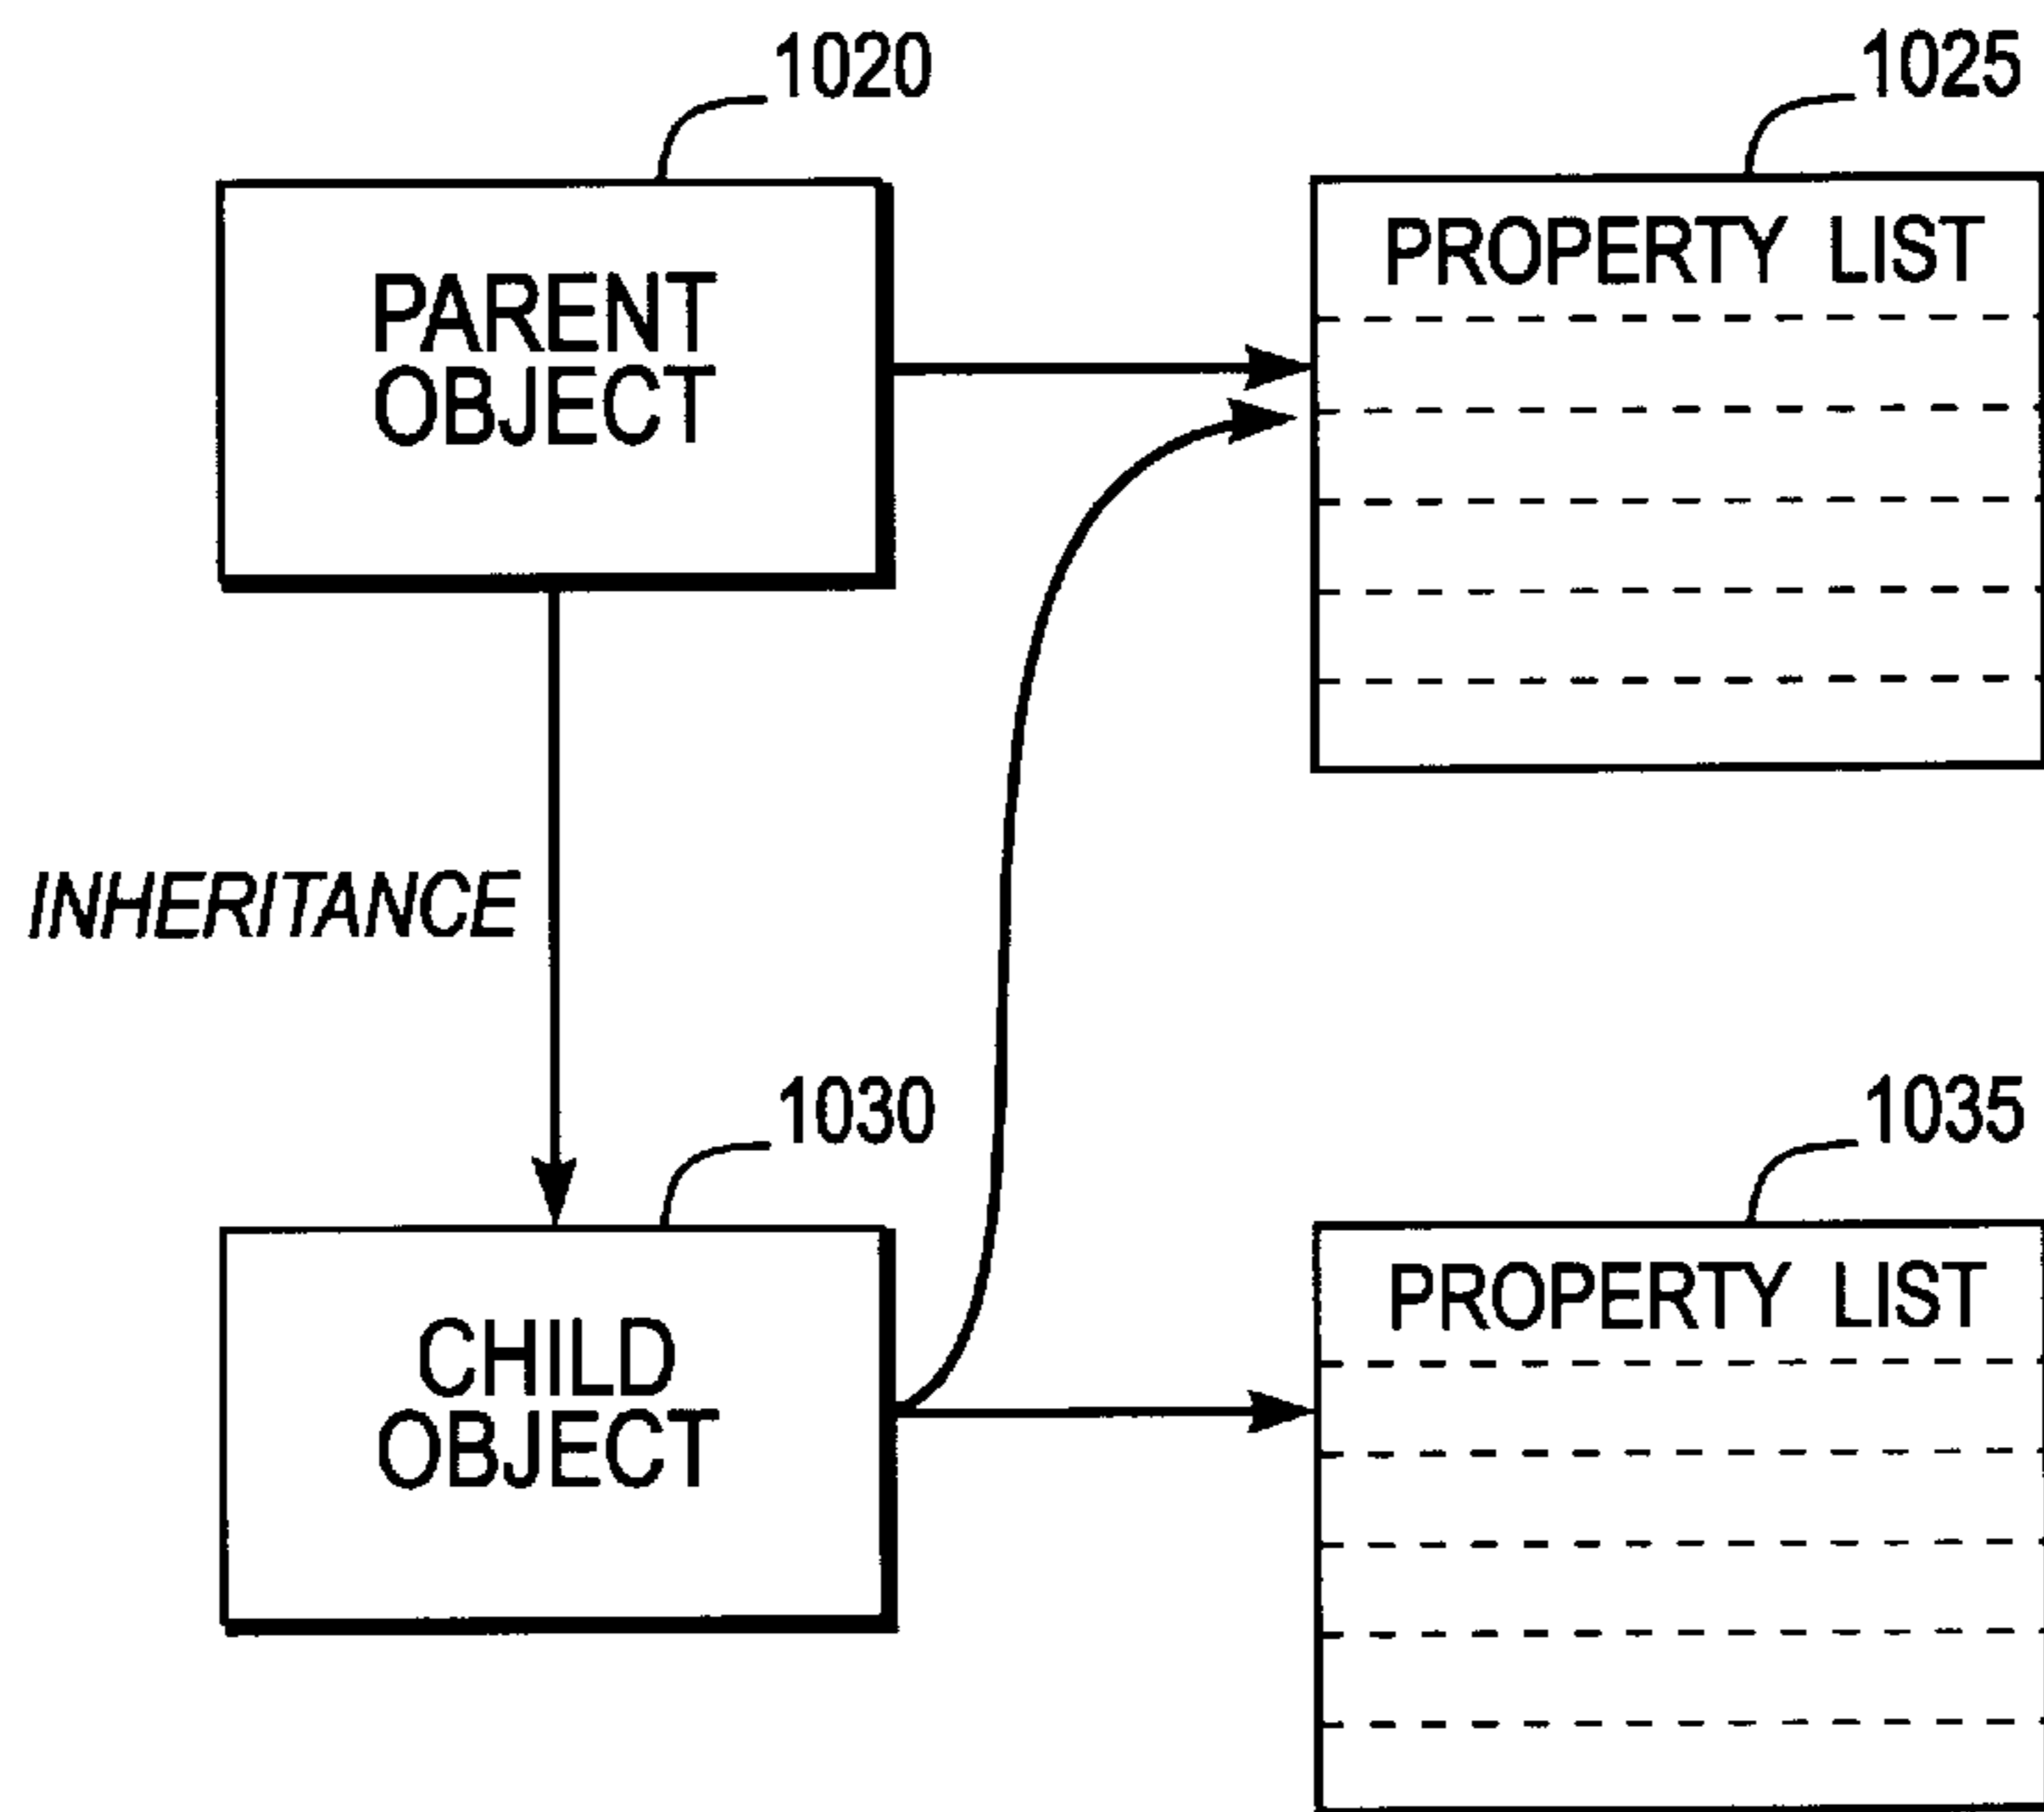 1020
1025
PARENT
OBJECT
PROPERTY LIST
INHERITANCE
1030
1035
CHILD
OBJECT
PROPERTY LIST